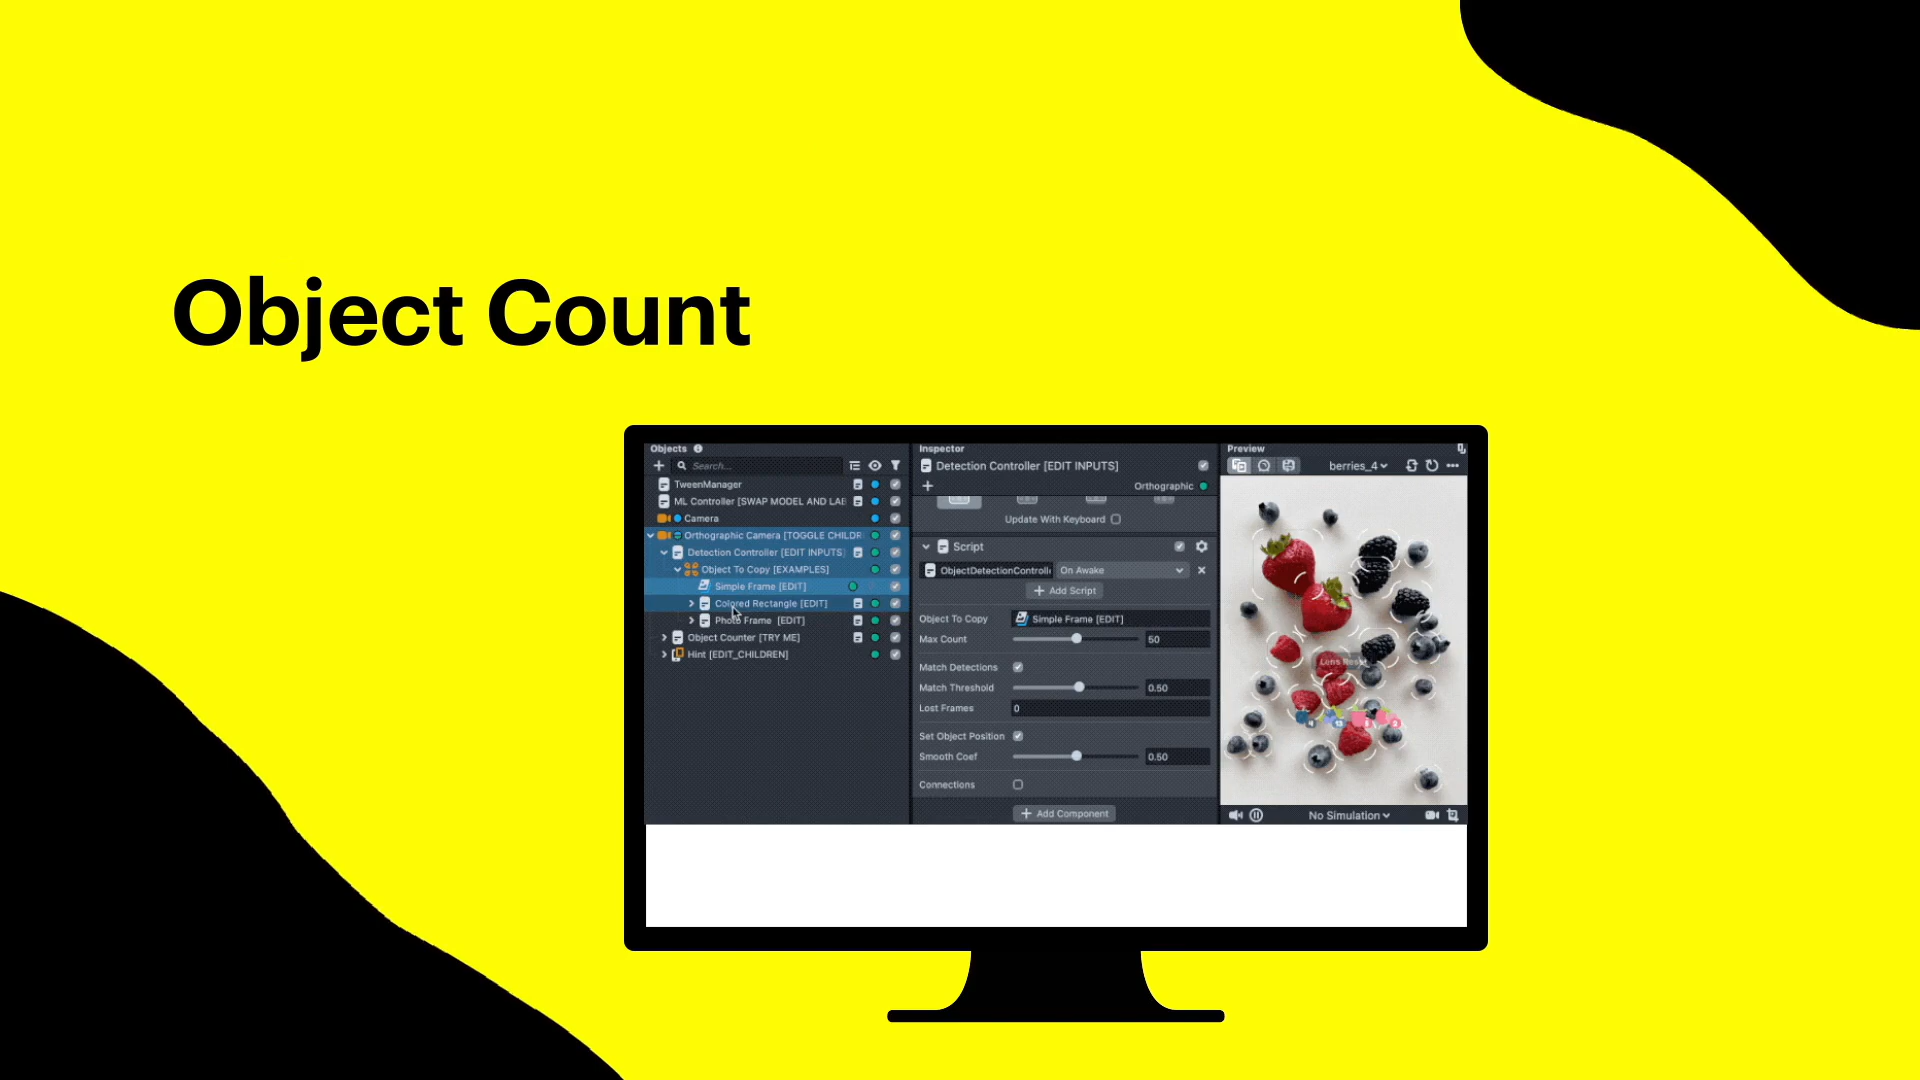 Object Count
Objects
Search...
TweenManager
ML Controller [SWAP MODEL AND LAB
Camera
Orthographic Camera [TOGGLE CHILDR
Detection Controller [EDIT INPUTS]
Object To Copy [EXAMPLES]
Simple Frame [EDIT]
Colored Rectangle [EDIT]
Photo Frame [EDIT]
Object Counter [TRY ME]
Hint [EDIT_CHILDREN]
Inspector
Detection Controller [EDIT INPUTS]
Orthographic
Update With Keyboard
Script
ObjectDetectionControll
On Awake
+ Add Script
Object To Copy
Simple Frame [EDIT]
Max Count
50
Match Detections
Match Threshold
0.50
Lost Frames
0
Set Object Position
Smooth Coef
0.50
Connections
+ Add Component
Preview
berries_4
No Simulation